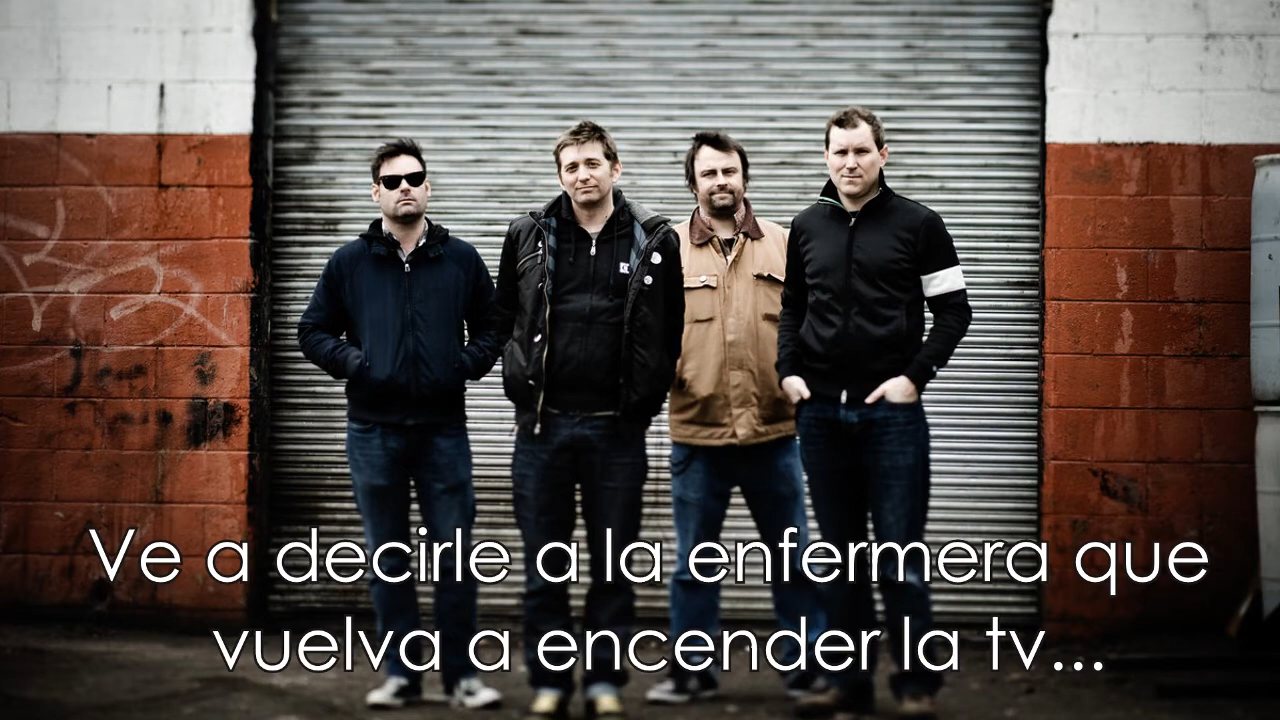 Ve a decirle a la enfermera que
vuelva a encender la tv...